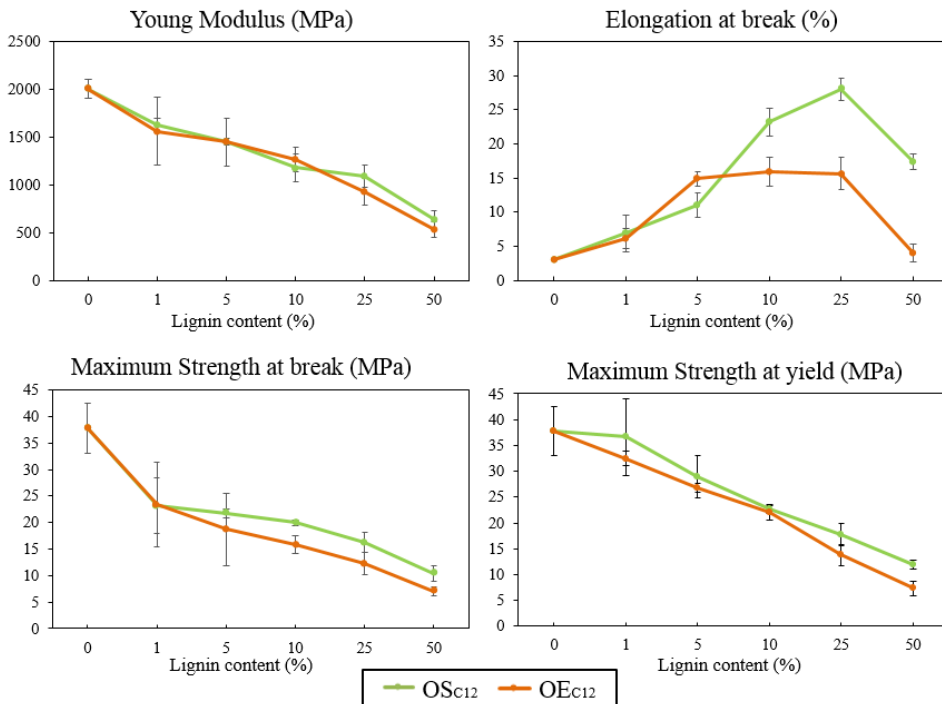 Young Modulus (MPa)
2500
2000
1500
1000
500
0
0 1 5 10 25 50
Lignin content (%)
Elongation at break (%)
35
30
25
20
15
10
5
0
0 1 5 10 25 50
Lignin content (%)
Maximum Strength at break (MPa)
45
40
35
30
25
20
15
10
5
0
0 1 5 10 25 50
Lignin content (%)
Maximum Strength at yield (MPa)
45
40
35
30
25
20
15
10
5
0
0 1 5 10 25 50
Lignin content (%)
OSC12 OEC12